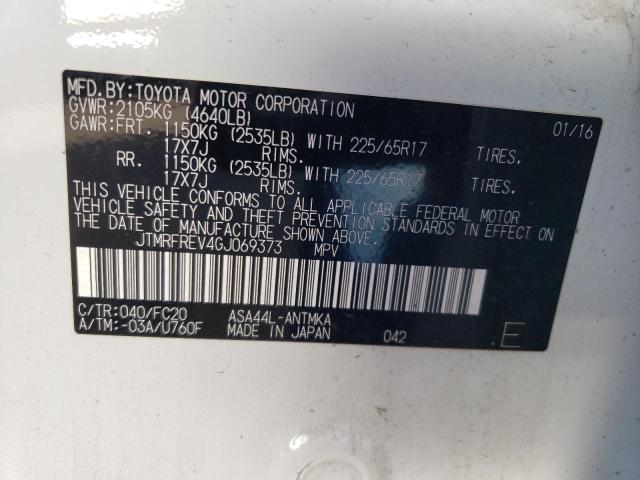 MFD.BY:TOYOTA MOTOR CORPORATION 01/16
GVWR:2105KG (4640LB)
GAWR:FRT. 1150KG (2535LB) WITH 225/65R17 TIRES.
17X7J RIMS.
RR. 1150KG (2535LB) WITH 225/65R17 TIRES.
17X7J RIMS.
THIS VEHICLE CONFORMS TO ALL APPLICABLE FEDERAL MOTOR
VEHICLE SAFETY AND THEFT PREVENTION STANDARDS IN EFFECT
ON THE DATE OF MANUFACTURE SHOWN ABOVE.
JTMRFREV4GJ069373 MPV
C/TR:040/FC20 ASA44L-ANTMKA
A/TM:-03A/U760F MADE IN JAPAN 042 E